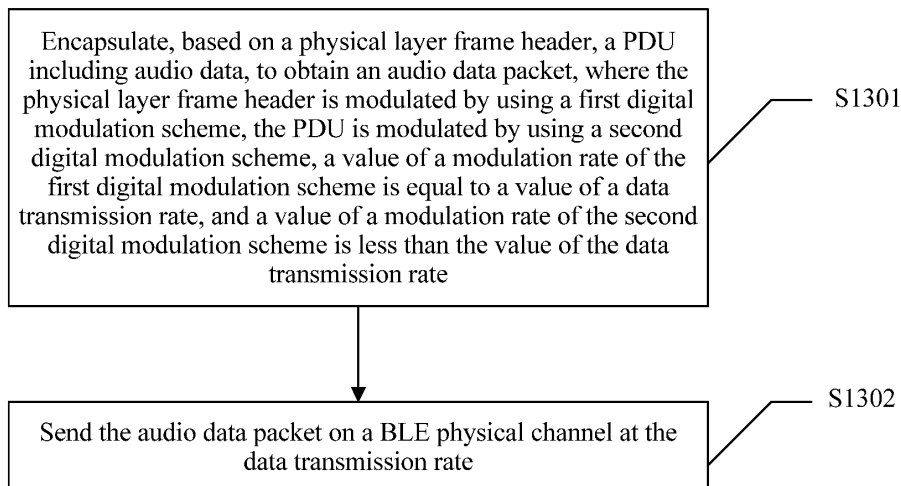 Encapsulate, based on a physical layer frame header, a PDU
including audio data, to obtain an audio data packet, where the
physical layer frame header is modulated by using a first digital
modulation scheme, the PDU is modulated by using a second
digital modulation scheme, a value of a modulation rate of the
first digital modulation scheme is equal to a value of a data
transmission rate, and a value of a modulation rate of the second
digital modulation scheme is less than the value of the data
transmission rate
S1301
Send the audio data packet on a BLE physical channel at the
data transmission rate
S1302